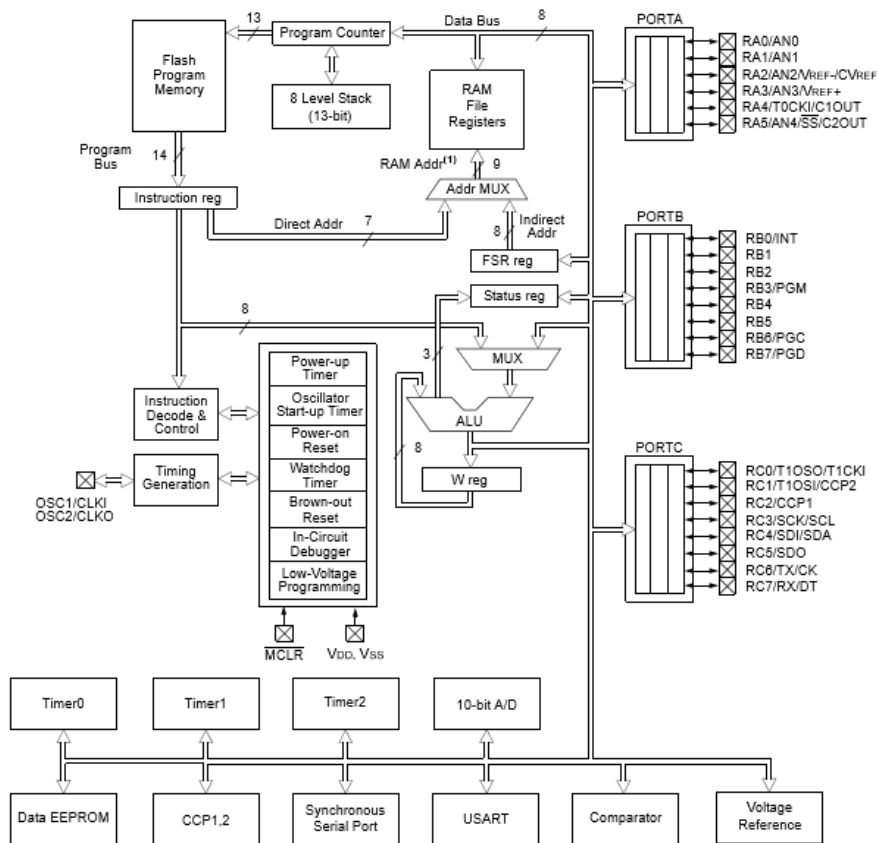 13
Data Bus
8
PORTA
Flash
Program
Memory
Program Counter
8 Level Stack
(13-bit)
RAM
File
Registers
RA0/AN0
RA1/AN1
RA2/AN2/VREF-/CVREF
RA3/AN3/VREF+
RA4/T0CKI/C1OUT
RA5/AN4/SS/C2OUT
Program
Bus
14
RAM Addr(1)
9
Instruction reg
Addr MUX
Direct Addr
7
8
Indirect
Addr
FSR reg
Status reg
PORTB
RB0/INT
RB1
RB2
RB3/PGM
RB4
RB5
RB6/PGC
RB7/PGD
8
3
MUX
Power-up
Timer
Oscillator
Start-up Timer
Power-on
Reset
Watchdog
Timer
Brown-out
Reset
In-Circuit
Debugger
Low-Voltage
Programming
Instruction
Decode &
Control
Timing
Generation
OSC1/CLKI
OSC2/CLKO
ALU
8
W reg
PORTC
RC0/T1OSO/T1CKI
RC1/T1OSI/CCP2
RC2/CCP1
RC3/SCK/SCL
RC4/SDI/SDA
RC5/SDO
RC6/TX/CK
RC7/RX/DT
MCLR
VDD, VSS
Timer0
Timer1
Timer2
10-bit A/D
Data EEPROM
CCP1,2
Synchronous
Serial Port
USART
Comparator
Voltage
Reference